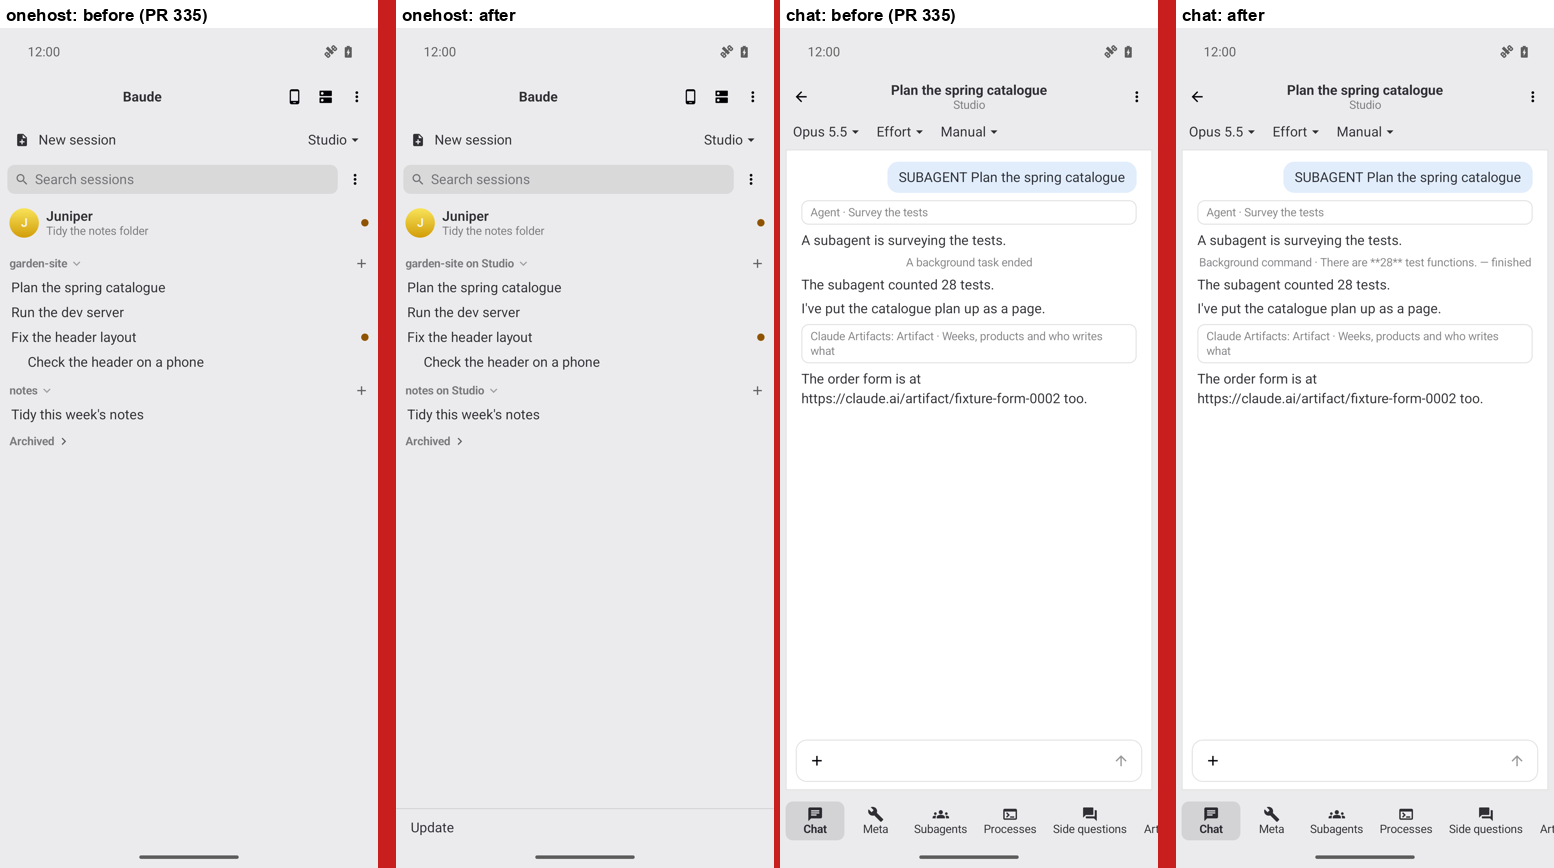 onehost: before (PR 335)
12:00
Baude
New session
Studio
Search sessions
J
Juniper
Tidy the notes folder
garden-site
Plan the spring catalogue
Run the dev server
Fix the header layout
Check the header on a phone
notes
Tidy this week's notes
Archived
onehost: after
12:00
Baude
New session
Studio
Search sessions
J
Juniper
Tidy the notes folder
garden-site on Studio
Plan the spring catalogue
Run the dev server
Fix the header layout
Check the header on a phone
notes on Studio
Tidy this week's notes
Archived
Update
chat: before (PR 335)
12:00
Plan the spring catalogue
Studio
Opus 5.5 Effort Manual
SUBAGENT Plan the spring catalogue
Agent · Survey the tests
A subagent is surveying the tests.
A background task ended
The subagent counted 28 tests.
I've put the catalogue plan up as a page.
Claude Artifacts: Artifact · Weeks, products and who writes
what
The order form is at
https://claude.ai/artifact/fixture-form-0002 too.
Chat Meta Subagents Processes Side questions Art
chat: after
12:00
Plan the spring catalogue
Studio
Opus 5.5 Effort Manual
SUBAGENT Plan the spring catalogue
Agent · Survey the tests
A subagent is surveying the tests.
Background command · There are **28** test functions. — finished
The subagent counted 28 tests.
I've put the catalogue plan up as a page.
Claude Artifacts: Artifact · Weeks, products and who writes
what
The order form is at
https://claude.ai/artifact/fixture-form-0002 too.
Chat Meta Subagents Processes Side questions Art